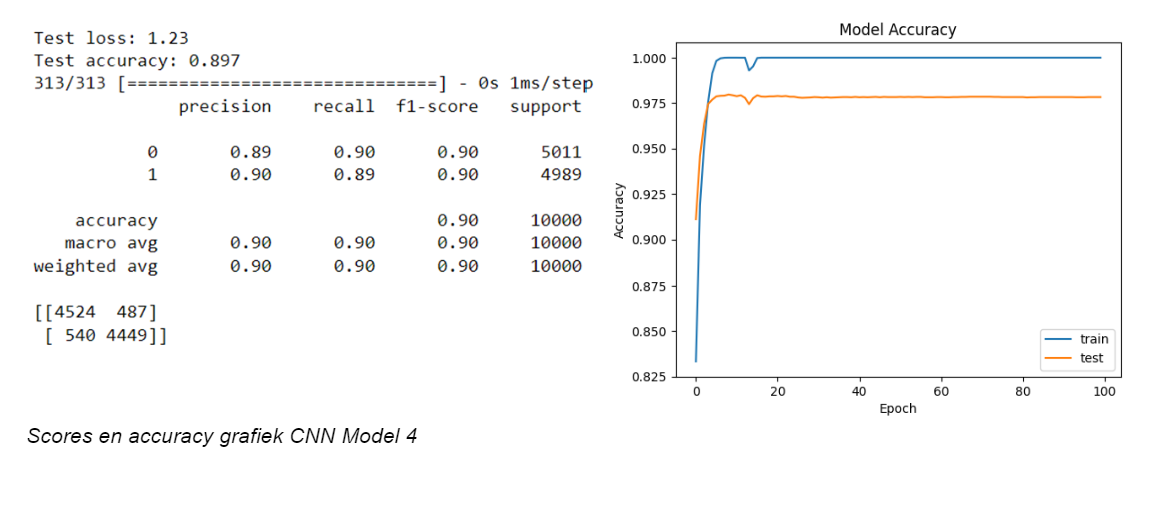 Test loss: 1.23
Test accuracy: 0.897
313/313 [==============================] - 0s 1ms/step
precision recall f1-score support
0 0.89 0.90 0.90 5011
1 0.90 0.89 0.90 4989
accuracy 0.90 10000
macro avg 0.90 0.90 0.90 10000
weighted avg 0.90 0.90 0.90 10000
[[4524 487]
[ 540 4449]]
Model Accuracy
1.000
0.975
0.950
0.925
0.900
0.875
0.850
0.825
Accuracy
0 20 40 60 80 100
Epoch
train
test
Scores en accuracy grafiek CNN Model 4